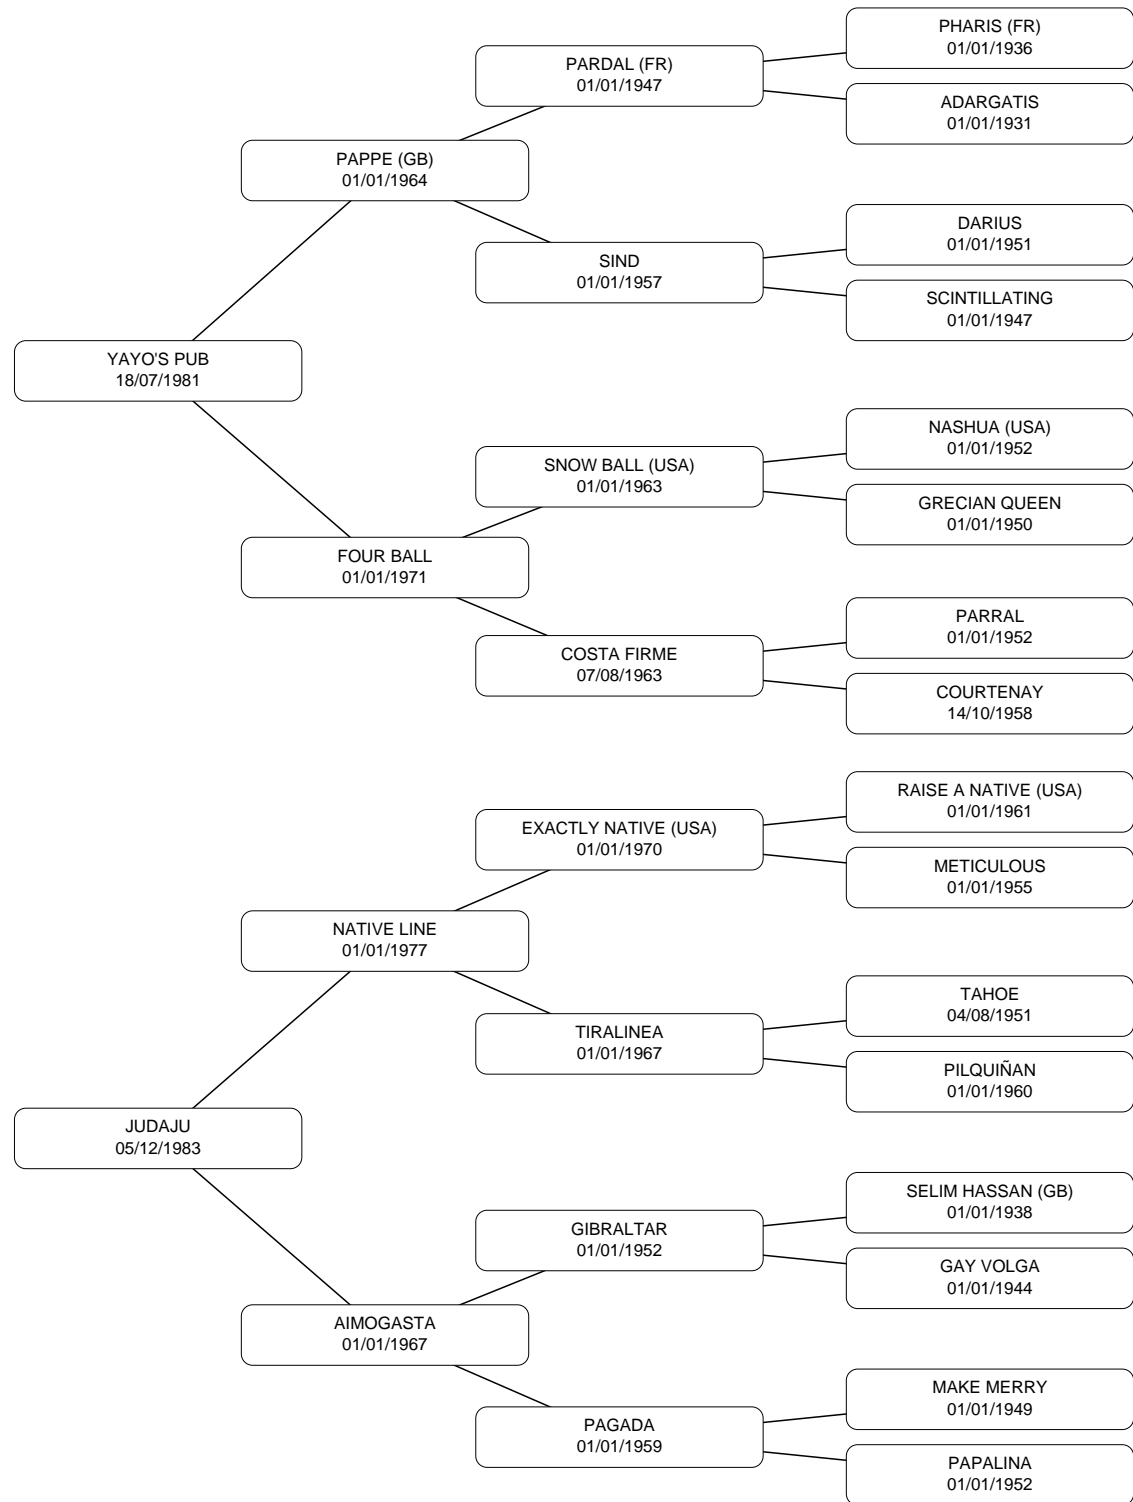 PHARIS (FR)
01/01/1936
PARDAL (FR)
01/01/1947
ADARGATIS
01/01/1931
PAPPE (GB)
01/01/1964
DARIUS
01/01/1951
SIND
01/01/1957
SCINTILLATING
01/01/1947
YAYO'S PUB
18/07/1981
NASHUA (USA)
01/01/1952
SNOW BALL (USA)
01/01/1963
GRECIAN QUEEN
01/01/1950
FOUR BALL
01/01/1971
PARRAL
01/01/1952
COSTA FIRME
07/08/1963
COURTENAY
14/10/1958
RAISE A NATIVE (USA)
01/01/1961
EXACTLY NATIVE (USA)
01/01/1970
METICULOUS
01/01/1955
NATIVE LINE
01/01/1977
TAHOE
04/08/1951
TIRALINEA
01/01/1967
PILQUIÑAN
01/01/1960
JUDAJU
05/12/1983
SELIM HASSAN (GB)
01/01/1938
GIBRALTAR
01/01/1952
GAY VOLGA
01/01/1944
AIMOGASTA
01/01/1967
MAKE MERRY
01/01/1949
PAGADA
01/01/1959
PAPALINA
01/01/1952